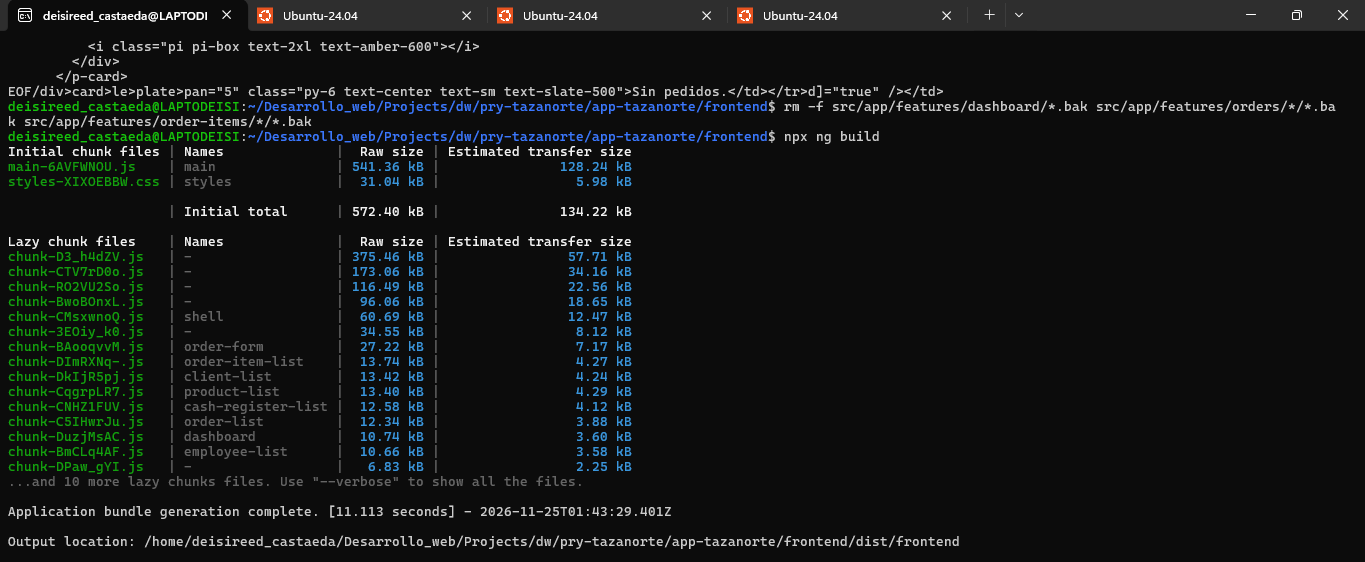 deisireed_castaeda@LAPTODI
Ubuntu-24.04
Ubuntu-24.04
Ubuntu-24.04
          <i class="pi pi-box text-2xl text-amber-600"></i>
        </div>
      </p-card>
EOF/div>card>le>plate>pan="5" class="py-6 text-center text-sm text-slate-500">Sin pedidos.</td></tr>d]="true" /></td>
deisireed_castaeda@LAPTODEISI:~/Desarrollo_web/Projects/dw/pry-tazanorte/app-tazanorte/frontend$ rm -f src/app/features/dashboard/*.bak src/app/features/orders/*/*.ba
k src/app/features/order-items/*/*.bak
deisireed_castaeda@LAPTODEISI:~/Desarrollo_web/Projects/dw/pry-tazanorte/app-tazanorte/frontend$ npx ng build
Initial chunk files | Names               |  Raw size | Estimated transfer size
main-6AVFWNOU.js    | main                | 541.36 kB |               128.24 kB
styles-XIXOEBBW.css | styles              |  31.04 kB |                 5.98 kB
                    | Initial total       | 572.40 kB |               134.22 kB
Lazy chunk files    | Names               |  Raw size | Estimated transfer size
chunk-D3_h4dZV.js   | -                   | 375.46 kB |                57.71 kB
chunk-CTV7rD0o.js   | -                   | 173.06 kB |                34.16 kB
chunk-RO2VU2So.js   | -                   | 116.49 kB |                22.56 kB
chunk-BwoBOnxL.js   | -                   |  96.06 kB |                18.65 kB
chunk-CMsxwnoQ.js   | shell               |  60.69 kB |                12.47 kB
chunk-3EOiy_k0.js   | -                   |  34.55 kB |                 8.12 kB
chunk-BAooqvvM.js   | order-form          |  27.22 kB |                 7.17 kB
chunk-DImRXNq-.js   | order-item-list     |  13.74 kB |                 4.27 kB
chunk-DkIjR5pj.js   | client-list         |  13.42 kB |                 4.24 kB
chunk-CqgrpLR7.js   | product-list        |  13.40 kB |                 4.29 kB
chunk-CNHZ1FUV.js   | cash-register-list  |  12.58 kB |                 4.12 kB
chunk-C5IHwrJu.js   | order-list          |  12.34 kB |                 3.88 kB
chunk-DuzjMsAC.js   | dashboard           |  10.74 kB |                 3.60 kB
chunk-BmCLq4AF.js   | employee-list       |  10.66 kB |                 3.58 kB
chunk-DPaw_gYI.js   | -                   |   6.83 kB |                 2.25 kB
...and 10 more lazy chunks files. Use "--verbose" to show all the files.
Application bundle generation complete. [11.113 seconds] - 2026-11-25T01:43:29.401Z
Output location: /home/deisireed_castaeda/Desarrollo_web/Projects/dw/pry-tazanorte/app-tazanorte/frontend/dist/frontend